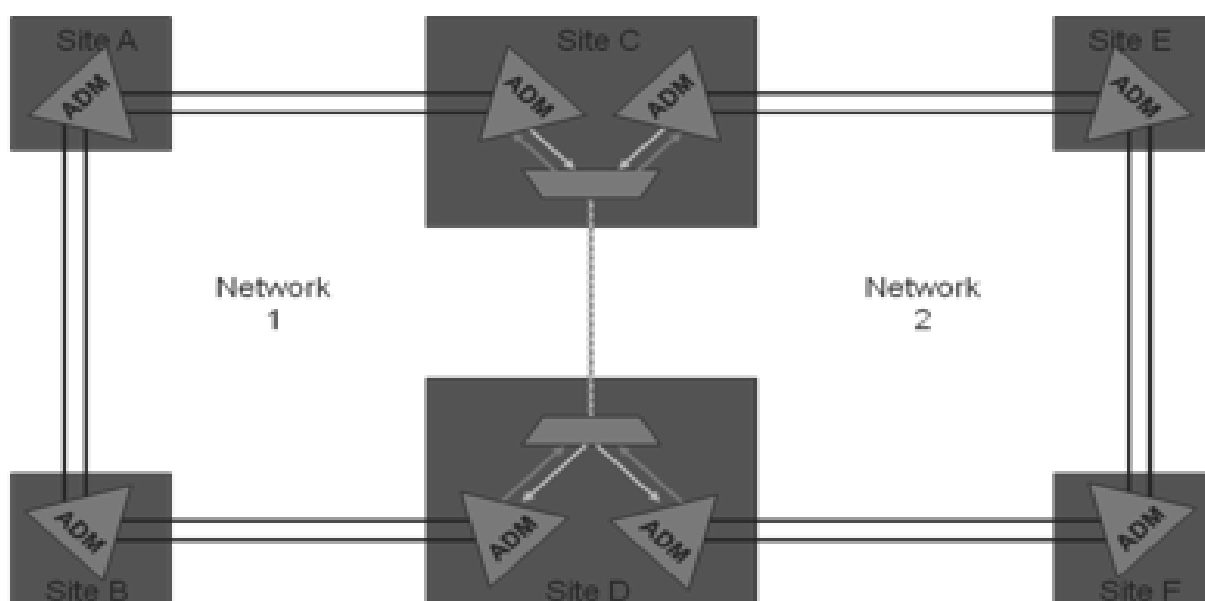 Site A
Site C
Site E
ADM
ADM
ADM
ADM
Network
1
Network
2
ADM
ADM
ADM
ADM
Site B
Site D
Site F